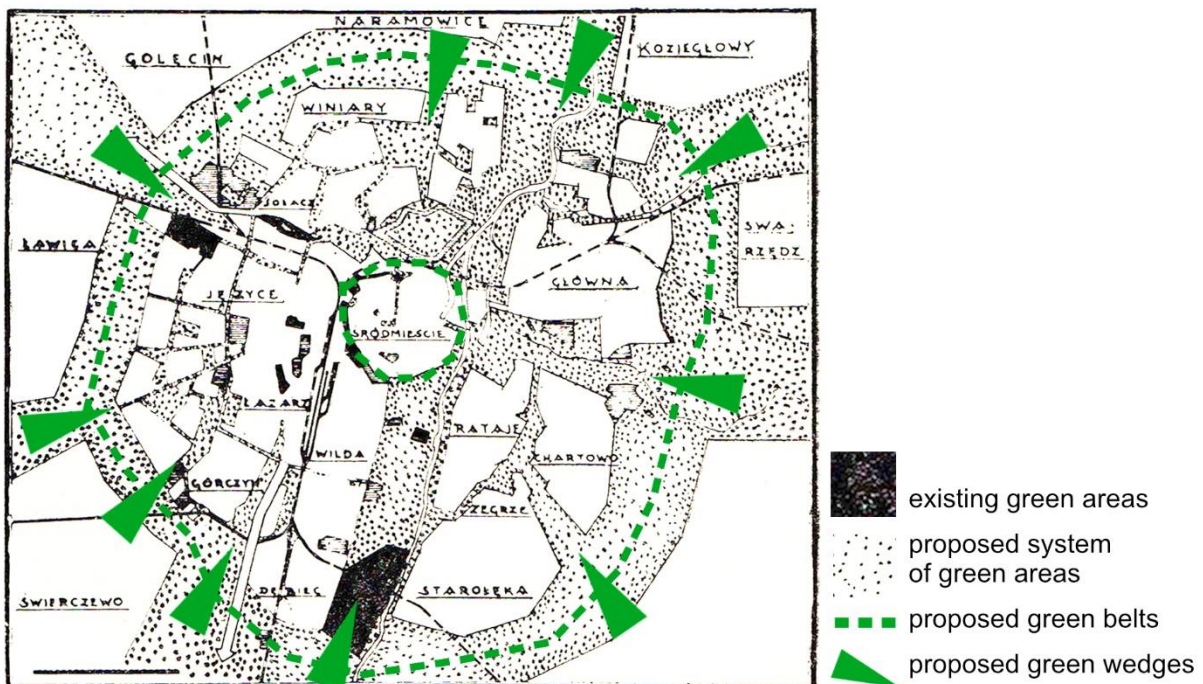 NARAMOWICE
KOZIEGŁOWY
GOLĘCIN
WINIARY
SOŁACZ
SWA-
RZĘDZ
ŁAWICA
GŁÓWNA
JEŻYCE
ŚRÓDMIEŚCIE
ŁAZARZ
RATAJE
WILDA
CHARTOWO
GÓRCZYN
existing green areas
ŻEGRZE
proposed system
of green areas
DĘBIEC
STAROŁĘKA
ŚWIERCZEWO
proposed green belts
proposed green wedges